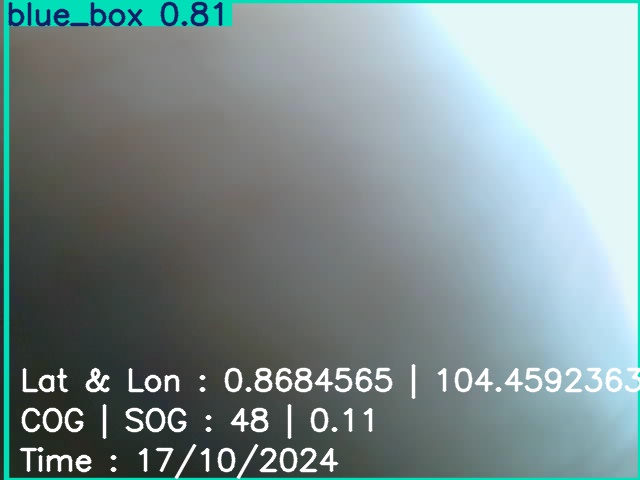 blue_box 0.81
Lat & Lon : 0.8684565 | 104.4592363
COG | SOG : 48 | 0.11
Time : 17/10/2024